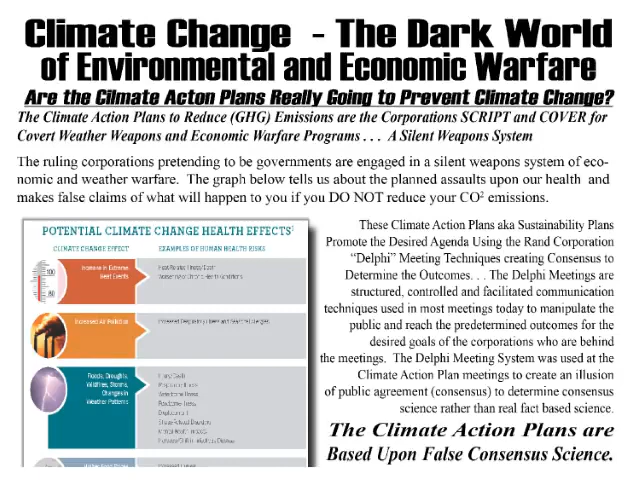 Climate Change - The Dark World
of Environmental and Economic Warfare
Are the Cilmate Acton Plans Really Going to Prevent Climate Change?
The Climate Action Plans to Reduce (GHG) Emissions are the Corporations SCRIPT and COVER for
Covert Weather Weapons and Economic Warfare Programs . . . A Silent Weapons System
The ruling corporations pretending to be governments are engaged in a silent weapons system of eco-
nomic and weather warfare. The graph below tells us about the planned assaults upon our health and
makes false claims of what will happen to you if you DO NOT reduce your CO² emissions.
POTENTIAL CLIMATE CHANGE HEALTH EFFECTS
CLIMATE CHANGE EFFECT EXAMPLES OF HUMAN HEALTH RISKS
100
80
Increase in Extreme
Heat Events
Increased Air Pollution
Floods, Droughts,
Wildfires, Storms,
Changes in
Weather Patterns
Displacement
These Climate Action Plans aka Sustainability Plans
Promote the Desired Agenda Using the Rand Corporation
“Delphi” Meeting Techniques creating Consensus to
Determine the Outcomes. . . The Delphi Meetings are
structured, controlled and facilitated communication
techniques used in most meetings today to manipulate the
public and reach the predetermined outcomes for the
desired goals of the corporations who are behind
the meetings. The Delphi Meeting System was used at the
Climate Action Plan meetings to create an illusion
of public agreement (consensus) to determine consensus
science rather than real fact based science.
The Climate Action Plans are
Based Upon False Consensus Science.